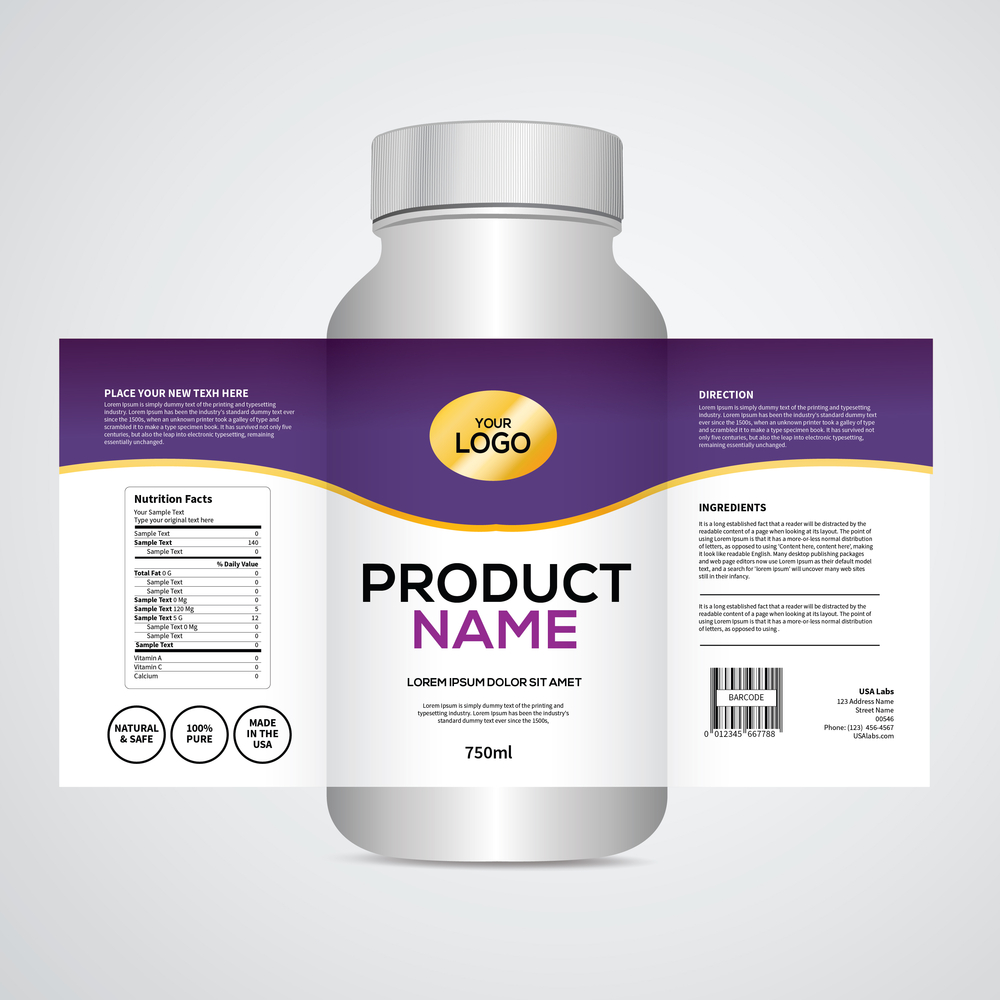 PLACE YOUR NEW TEXH HERE
Lorem Ipsum is simply dummy text of the printing and typesetting
industry. Lorem Ipsum has been the industry's standard dummy text ever
since the 1500s, when an unknown printer took a galley of type and
scrambled it to make a type specimen book. It has survived not only five
centuries, but also the leap into electronic typesetting, remaining
essentially unchanged.
Nutrition Facts
Your Sample Text
Type your original text here
Sample Text 0
Sample Text 140
Sample Text 0
% Daily Value
Total Fat 0 G 0
Sample Text 0
Sample Text 0
Sample Text 0 Mg 0
Sample Text 120 Mg 5
Sample Text 5 G 12
Sample Text 0 Mg 0
Sample Text 0
Sample Text 0
Vitamin A 0
Vitamin C 0
Calcium 0
NATURAL
& SAFE
100%
PURE
MADE
IN THE
USA
YOUR
LOGO
PRODUCT
NAME
LOREM IPSUM DOLOR SIT AMET
Lorem Ipsum is simply dummy text of the printing and
typesetting industry. Lorem Ipsum has been the industry's
standard dummy text ever since the 1500s,
750ml
DIRECTION
Lorem Ipsum is simply dummy text of the printing and typesetting
industry. Lorem Ipsum has been the industry's standard dummy text
ever since the 1500s, when an unknown printer took a galley of type
and scrambled it to make a type specimen book. It has survived not
only five centuries, but also the leap into electronic typesetting,
remaining essentially unchanged.
INGREDIENTS
It is a long established fact that a reader will be distracted by the
readable content of a page when looking at its layout. The point of
using Lorem Ipsum is that it has a more-or-less normal distribution
of letters, as opposed to using 'Content here, content here', making
it look like readable English. Many desktop publishing packages
and web page editors now use Lorem Ipsum as their default model
text, and a search for 'lorem ipsum' will uncover many web sites
still in their infancy.
It is a long established fact that a reader will be distracted by the
readable content of a page when looking at its layout. The point of
using Lorem Ipsum is that it has a more-or-less normal distribution
of letters, as opposed to using .
BARCODE
0 012345 667788
USA Labs
123 Address Name
Street Name
00546
Phone: (123) 456-4567
USAlabs.com